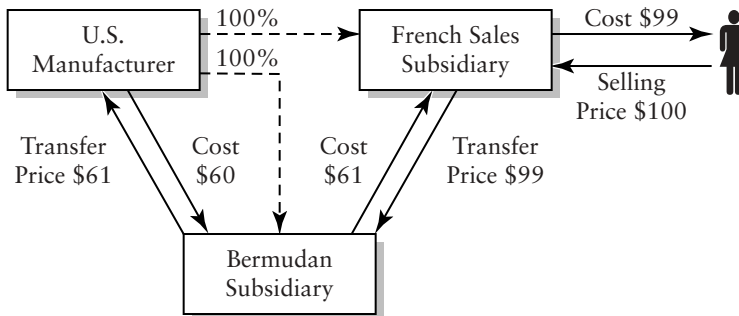 U.S.
Manufacturer
100%
100%
French Sales
Subsidiary
Cost $99
Selling
Price $100
Transfer
Price $61
Cost
$60
Cost
$61
Transfer
Price $99
Bermudan
Subsidiary